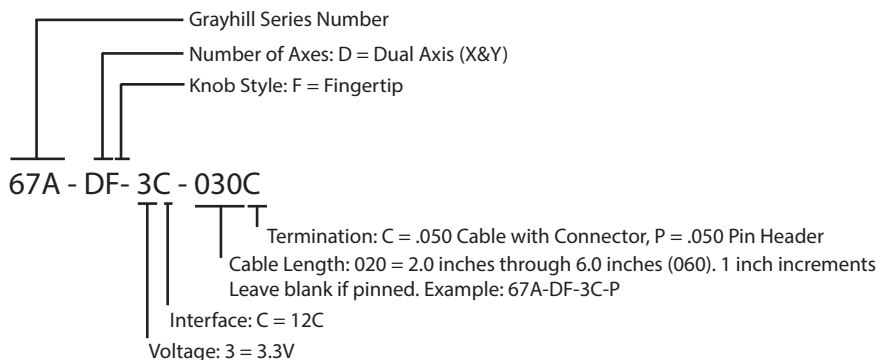 Grayhill Series Number
Number of Axes: D = Dual Axis (X&Y)
Knob Style: F = Fingertip
67A - DF- 3C - 030C
Termination: C = .050 Cable with Connector, P = .050 Pin Header
Cable Length: 020 = 2.0 inches through 6.0 inches (060). 1 inch increments
Leave blank if pinned. Example: 67A-DF-3C-P
Interface: C = 12C
Voltage: 3 = 3.3V